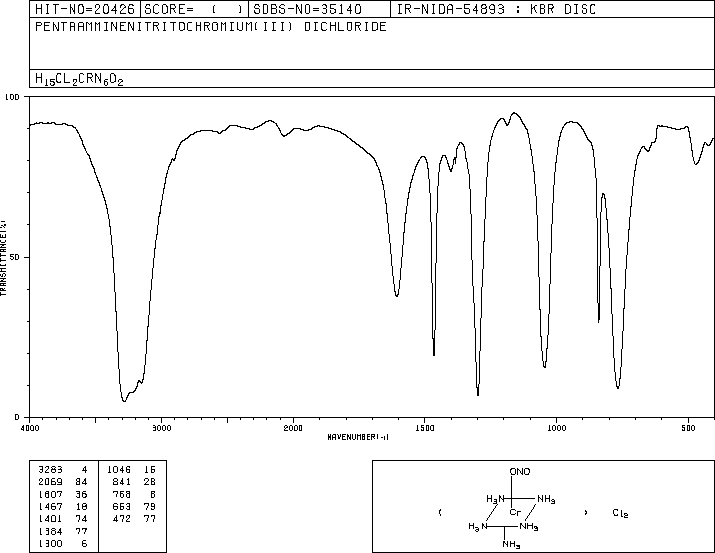 HIT-NO=20426 SCORE= ( ) SDBS-NO=35140 IR-NIDA-54893 : KBR DISC
PENTAAMMINENITRITOCHROMIUM(III) DICHLORIDE
H15CL2CRN6O2
100
50
0
TRANSMITTANCE(%)
4000 3000 2000 1500 1000 500
WAVENUMBER(-1)
3283 4 1046 15
2069 84 841 28
1607 36 768 8
1467 18 653 79
1401 74 472 77
1384 77
1300 6
ONO
H3N NH3
( Cr ) Cl2
H3N NH3
NH3